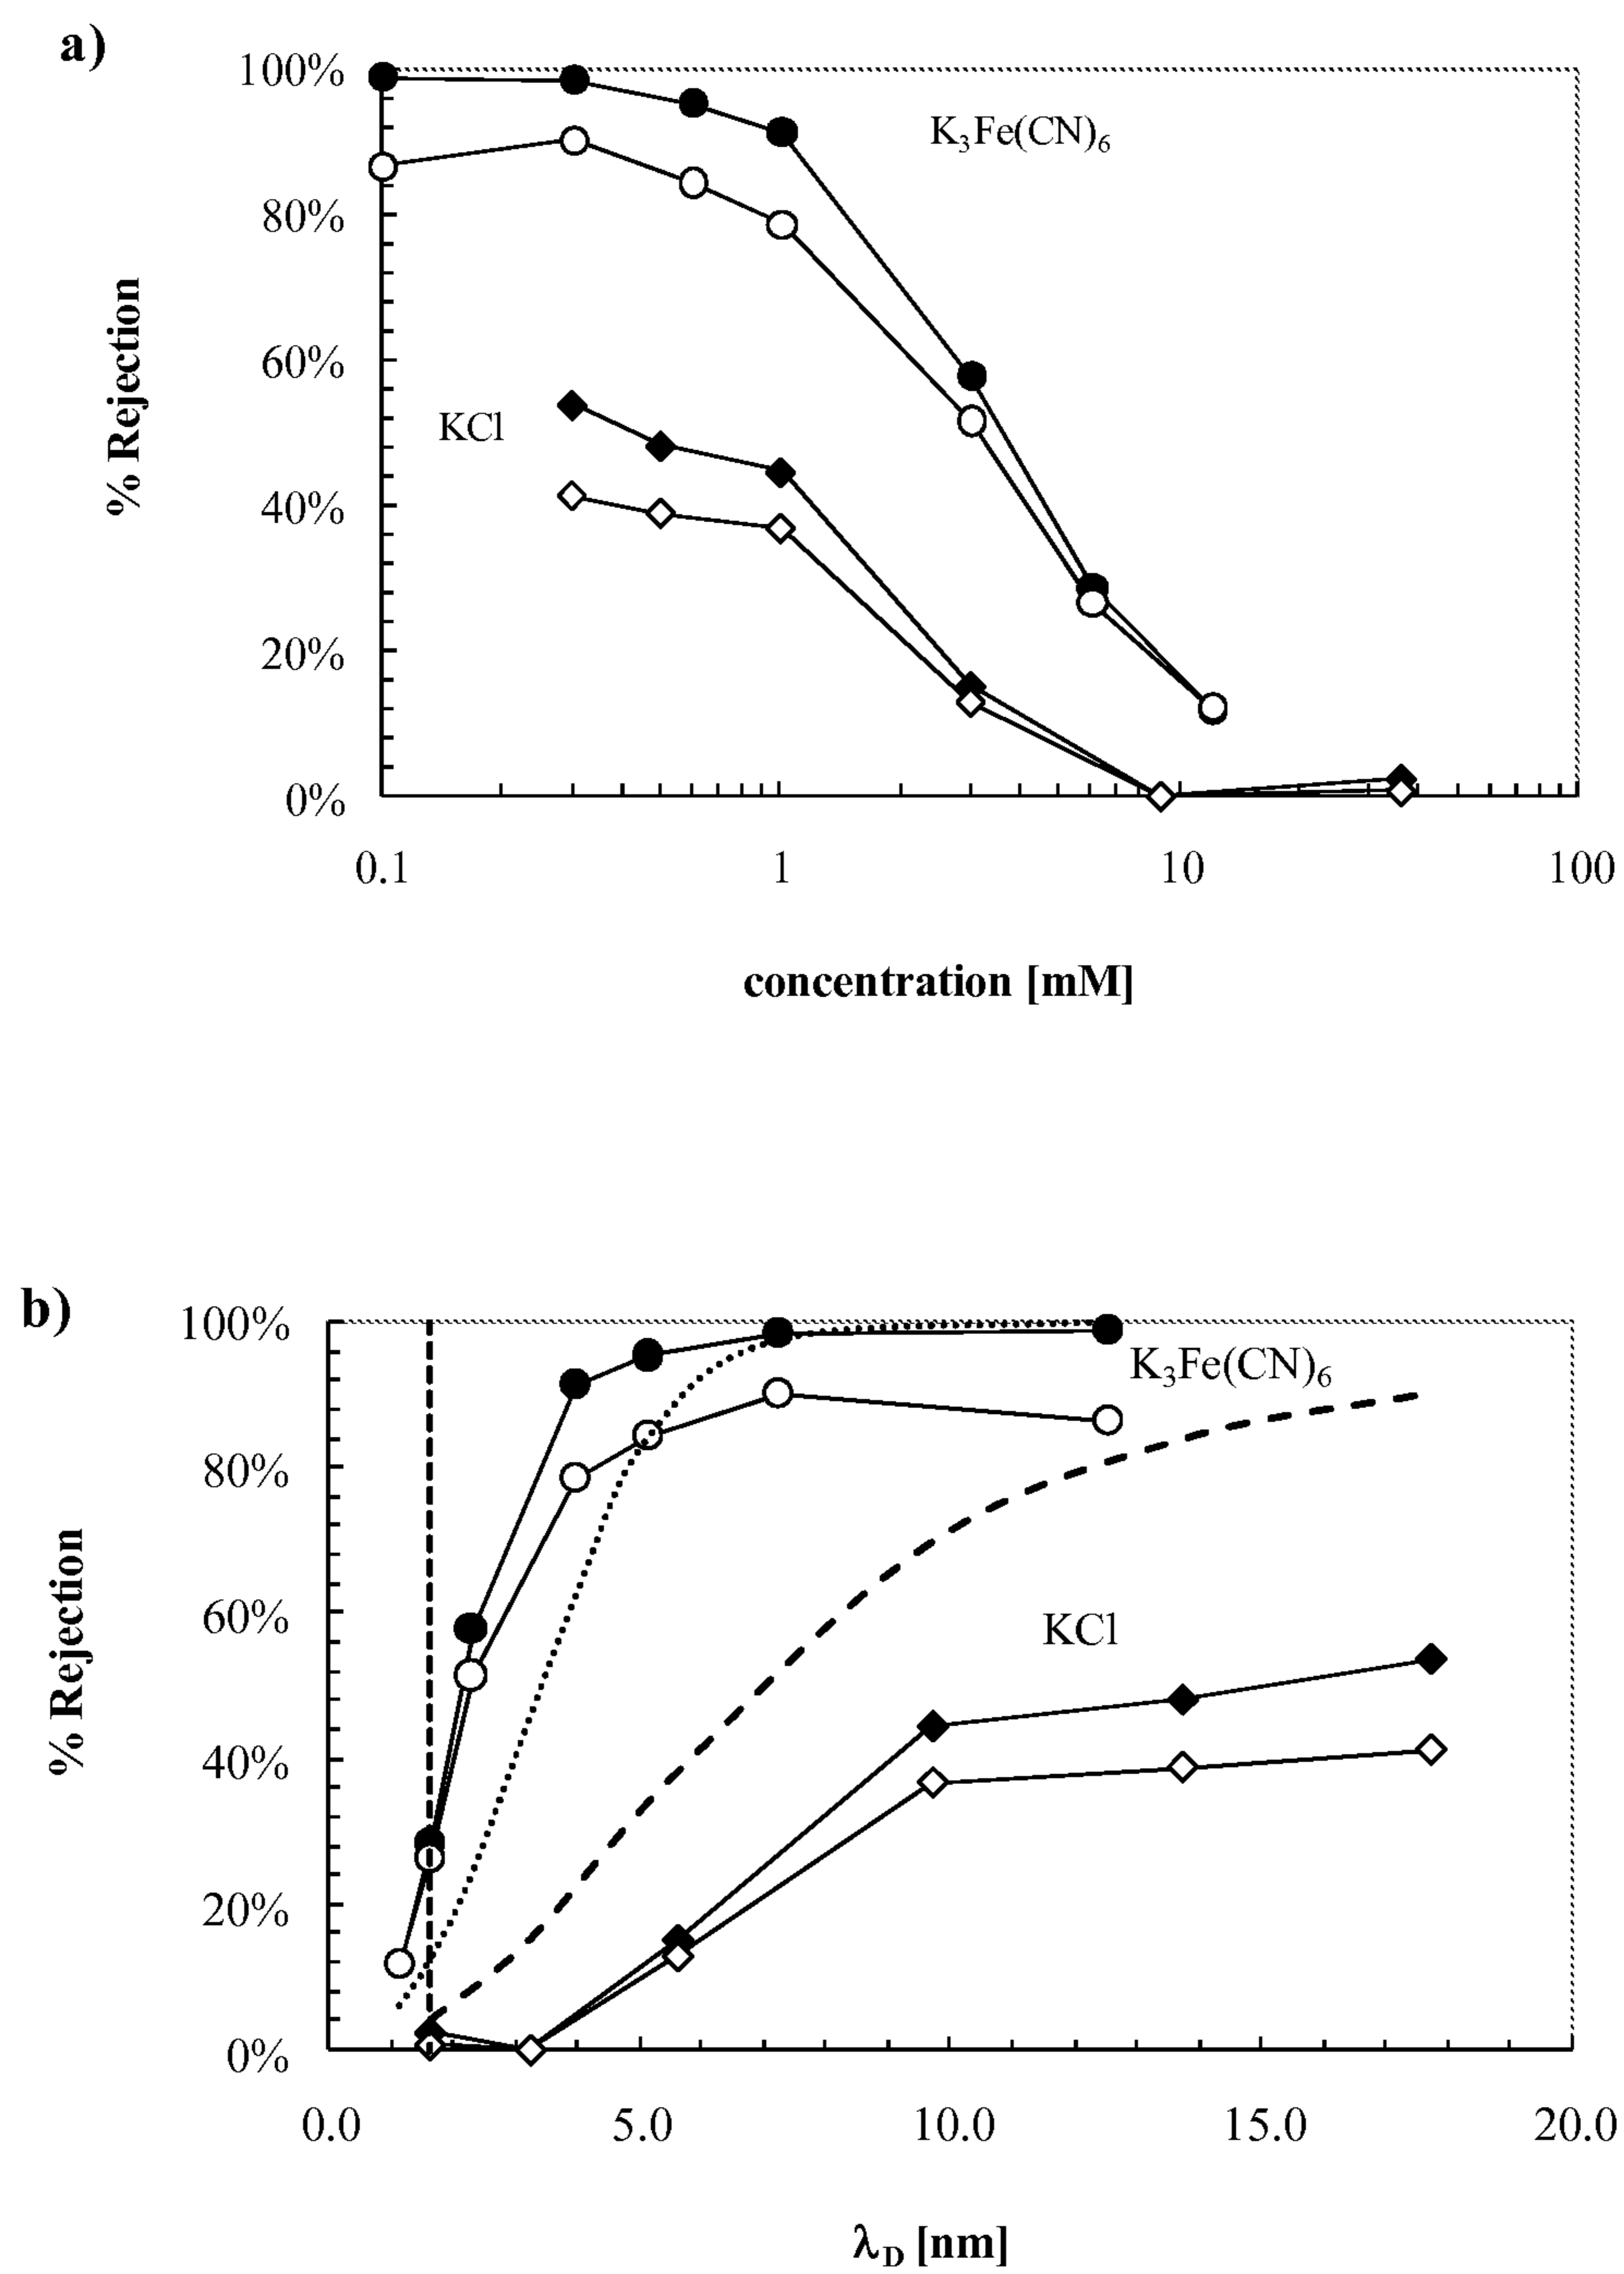 a)
100%
K3Fe(CN)6
80%
% Rejection
60%
KCl
40%
20%
0%
0.1 1 10 100
concentration [mM]
b)
100%
K3Fe(CN)6
80%
% Rejection
60%
KCl
40%
20%
0%
0.0 5.0 10.0 15.0 20.0
λD [nm]